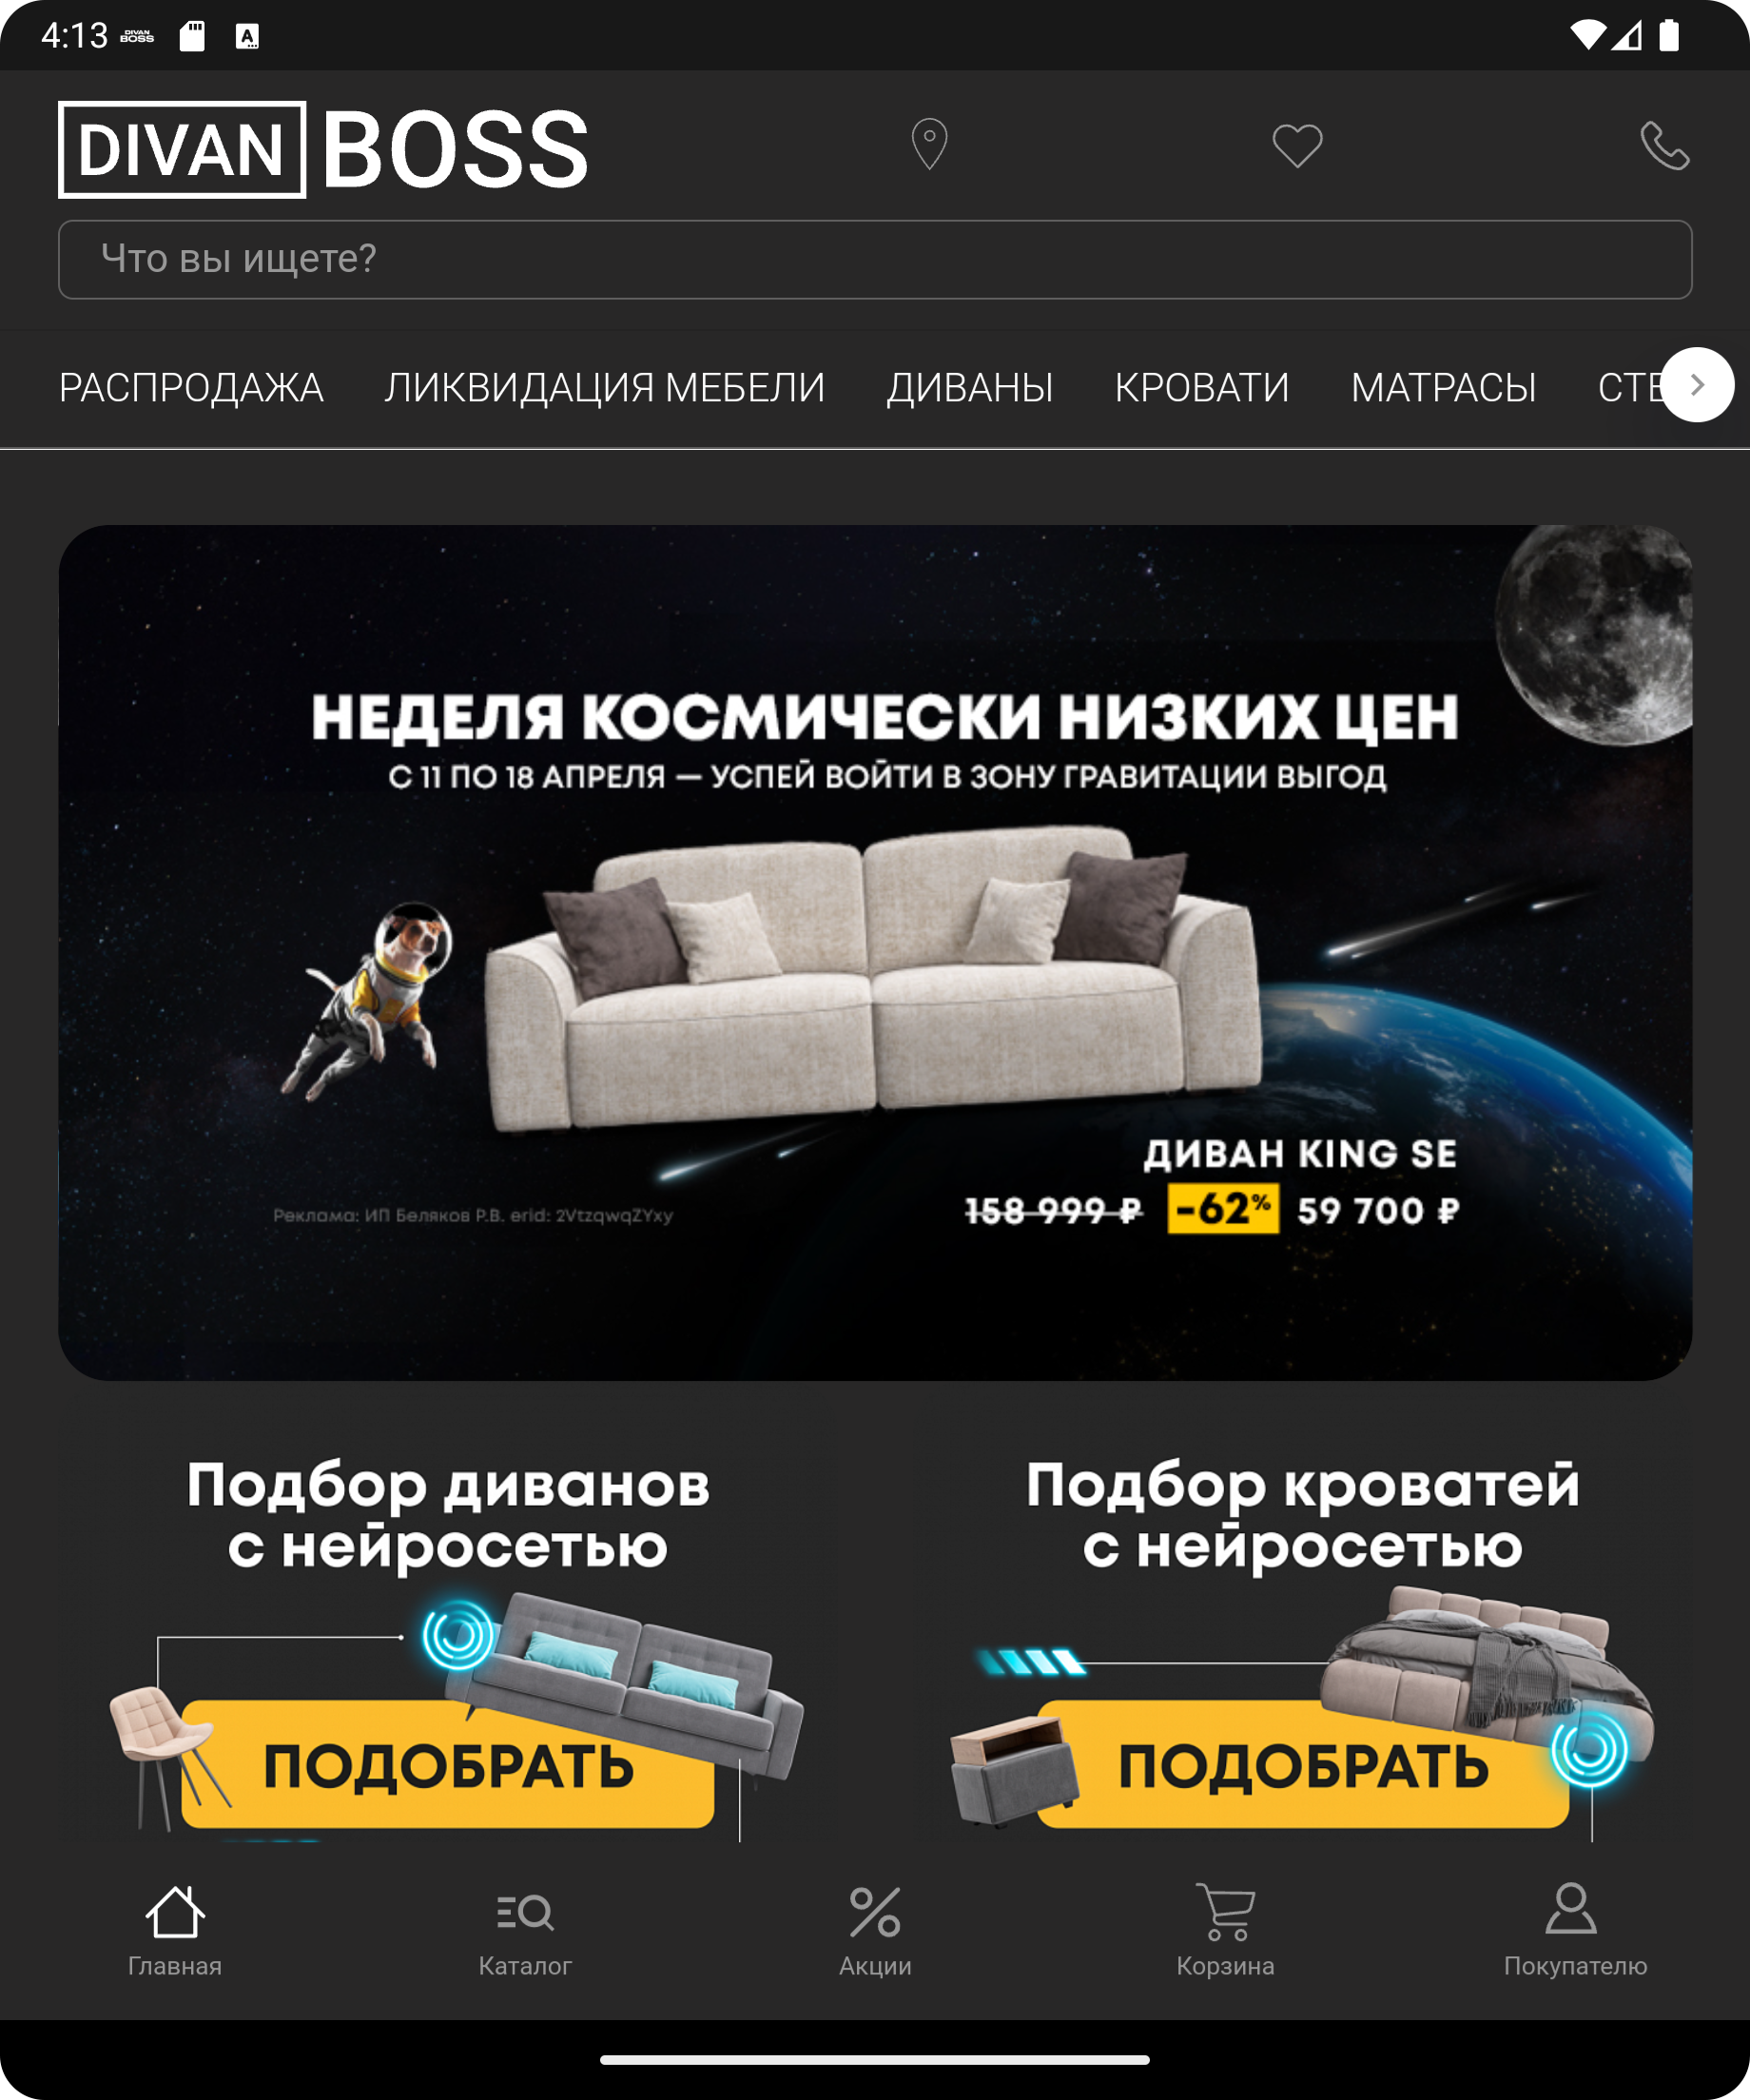 4:13
DIVAN BOSS
DIVAN BOSS
Что вы ищете?
РАСПРОДАЖА ЛИКВИДАЦИЯ МЕБЕЛИ ДИВАНЫ КРОВАТИ МАТРАСЫ СТЕ
НЕДЕЛЯ КОСМИЧЕСКИ НИЗКИХ ЦЕН
С 11 ПО 18 АПРЕЛЯ — УСПЕЙ ВОЙТИ В ЗОНУ ГРАВИТАЦИИ ВЫГОД
ДИВАН KING SE
158 999 ₽ -62% 59 700 ₽
Реклама: ИП Беляков Р.В. erid: 2VtzqwqZYxy
Подбор диванов
с нейросетью
ПОДОБРАТЬ
Подбор кроватей
с нейросетью
ПОДОБРАТЬ
Главная Каталог Акции Корзина Покупателю